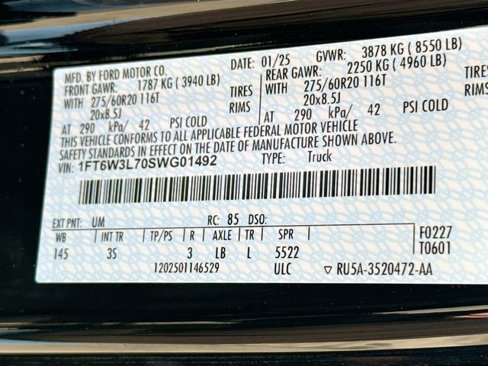 MFD. BY FORD MOTOR CO. DATE: 01/25 GVWR: 3878 KG ( 8550 LB)
FRONT GAWR: 1787 KG ( 3940 LB) REAR GAWR: 2250 KG ( 4960 LB)
WITH 275/60R20 116T TIRES WITH 275/60R20 116T TIRES
20x8.5J RIMS 20x8.5J RIMS
AT 290 kPa/ 42 PSI COLD AT 290 kPa/ 42 PSI COLD
THIS VEHICLE CONFORMS TO ALL APPLICABLE FEDERAL MOTOR VEHICLE
SAFETY STANDARDS IN EFFECT ON THE DATE OF MANUFACTURE SHOWN ABOVE.
VIN: 1FT6W3L70SWG01492 TYPE: Truck
EXT PNT: UM RC: 85 DSO: F0227
WB INT TR TP/PS R AXLE TR SPR T0601
145 3S 3 LB L 5522
1202501146529 ULC ▽ RU5A-3520472-AA